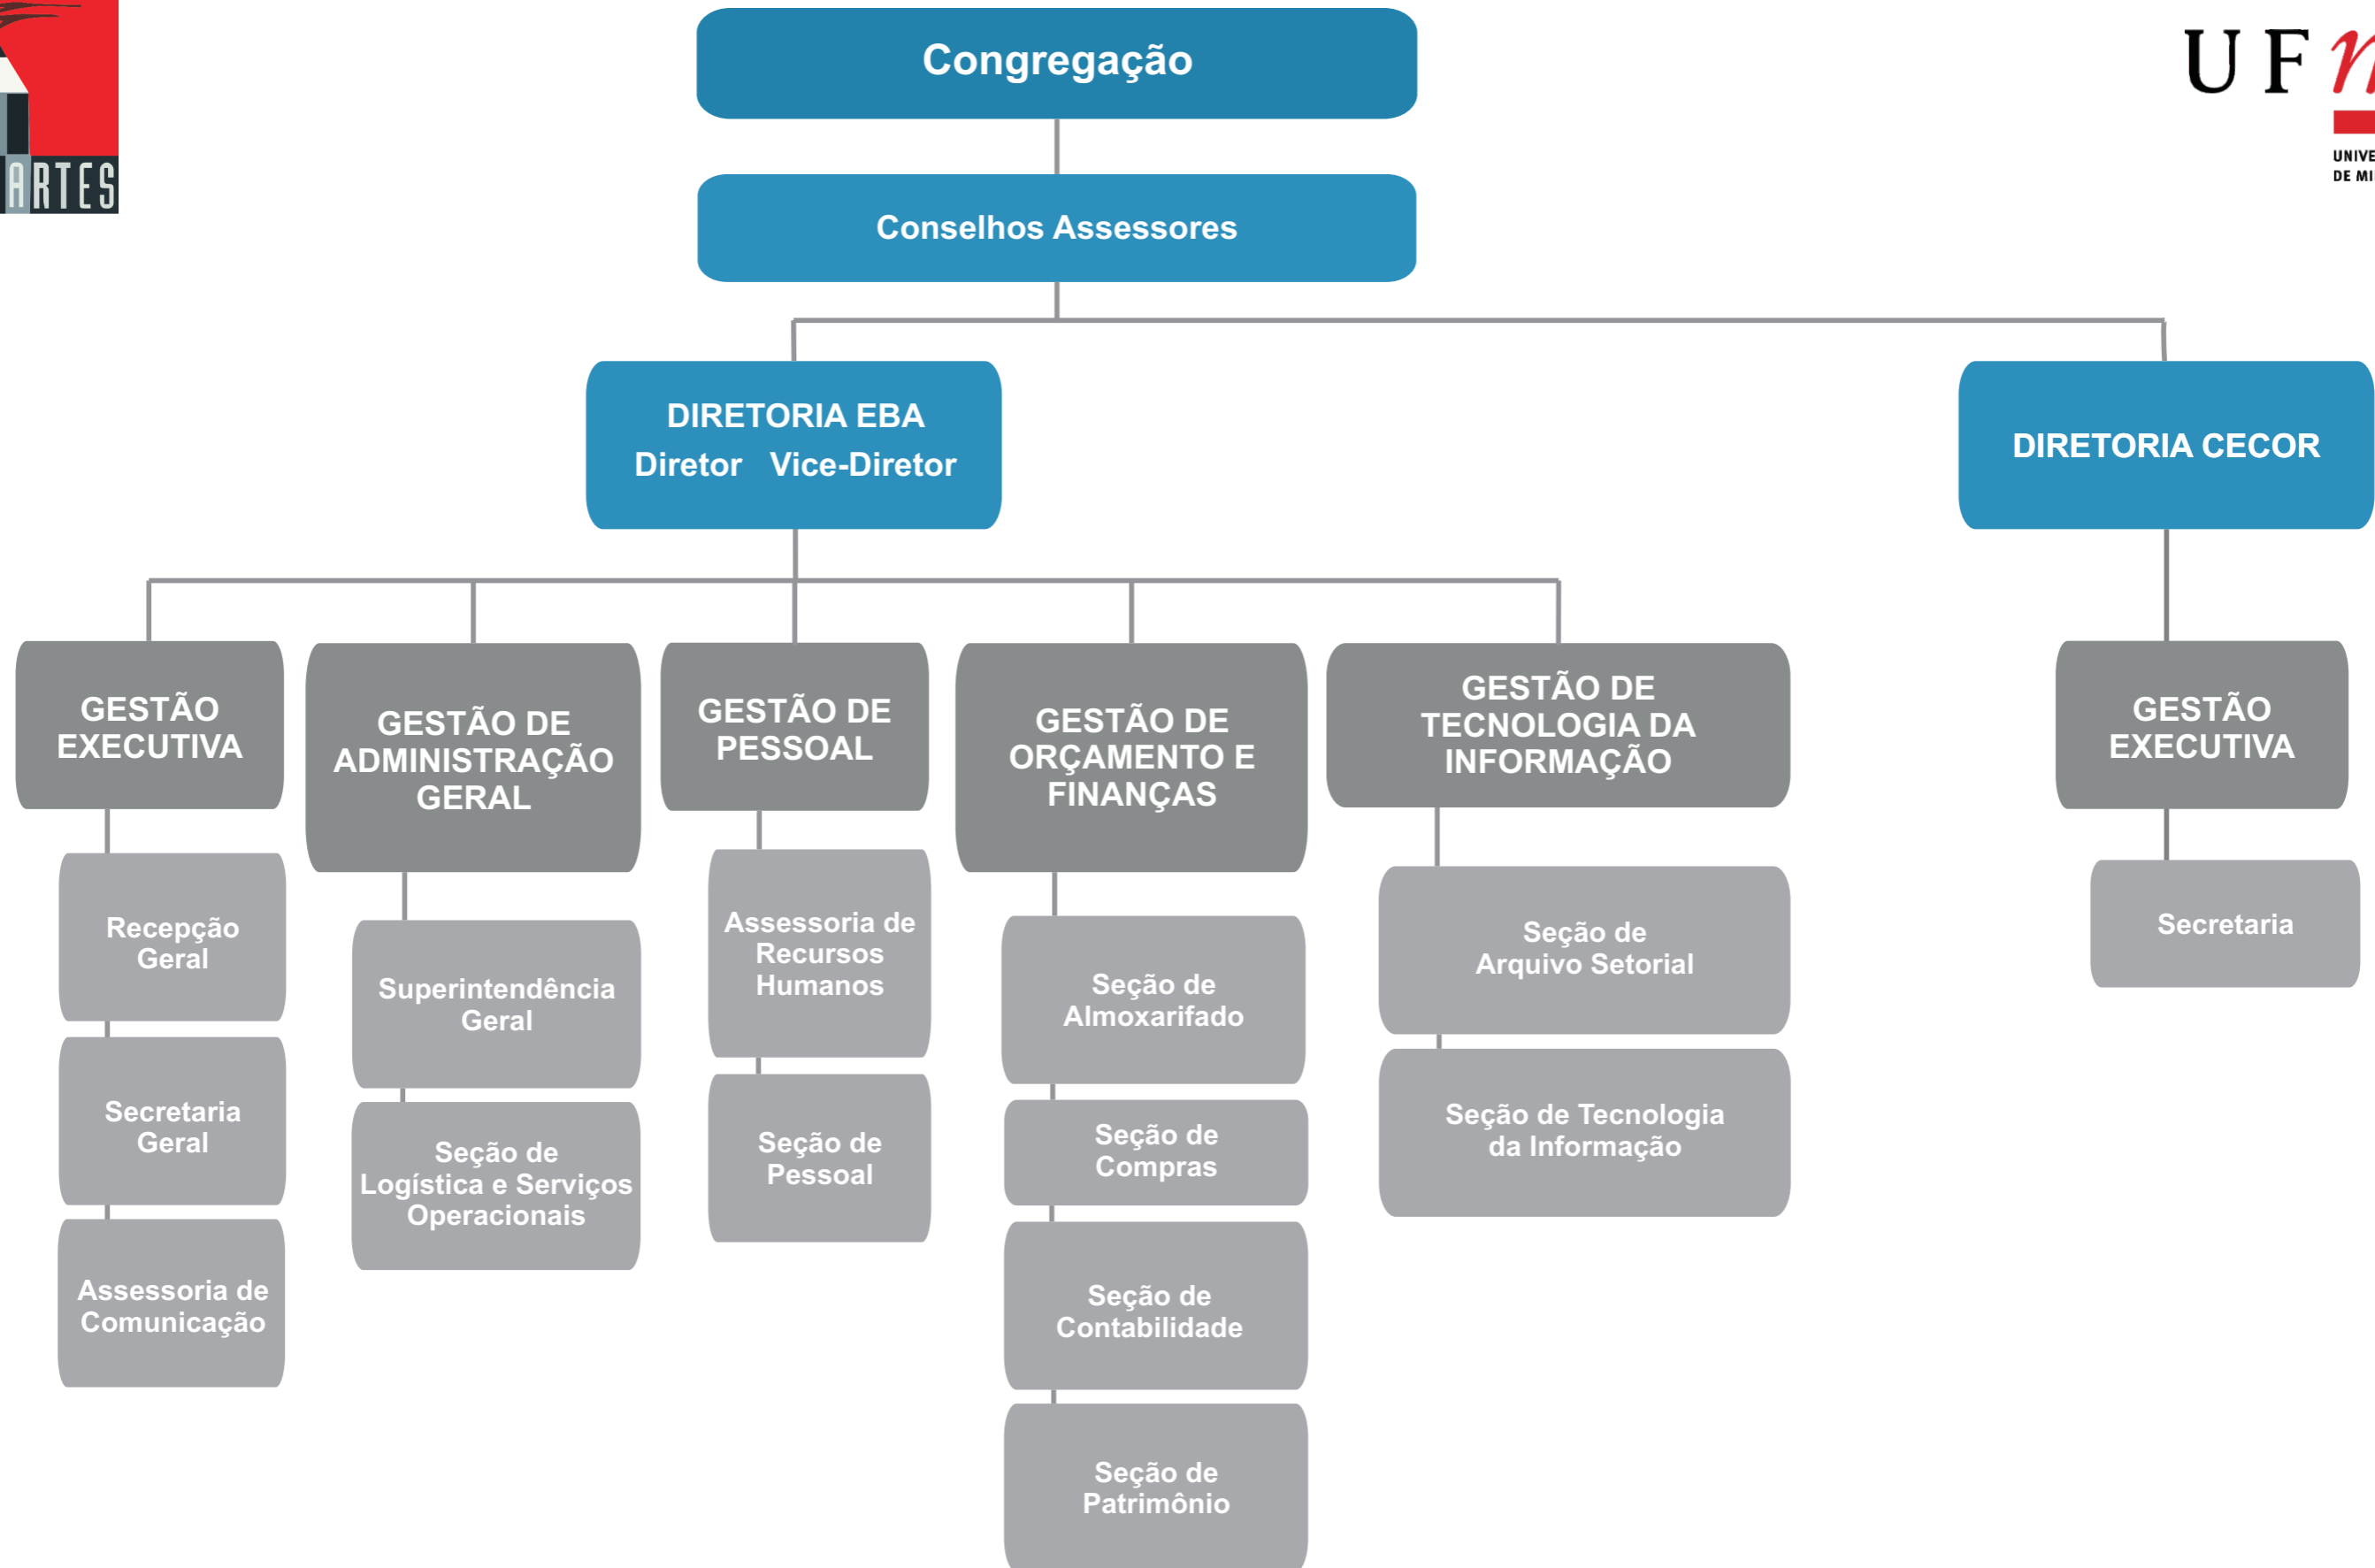 ARTES
UF
Congregação
Conselhos Assessores
DIRETORIA EBA
Diretor Vice-Diretor
DIRETORIA CECOR
GESTÃO
EXECUTIVA
Recepção
Geral
Secretaria
Geral
Assessoria de
Comunicação
GESTÃO DE
ADMINISTRAÇÃO
GERAL
Superintendência
Geral
Seção de
Logística e Serviços
Operacionais
GESTÃO DE
PESSOAL
Assessoria de
Recursos
Humanos
Seção de
Pessoal
GESTÃO DE
ORÇAMENTO E
FINANÇAS
Seção de
Almoxarifado
Seção de
Compras
Seção de
Contabilidade
Seção de
Patrimônio
GESTÃO DE
TECNOLOGIA DA
INFORMAÇÃO
Seção de
Arquivo Setorial
Seção de Tecnologia
da Informação
GESTÃO
EXECUTIVA
Secretaria